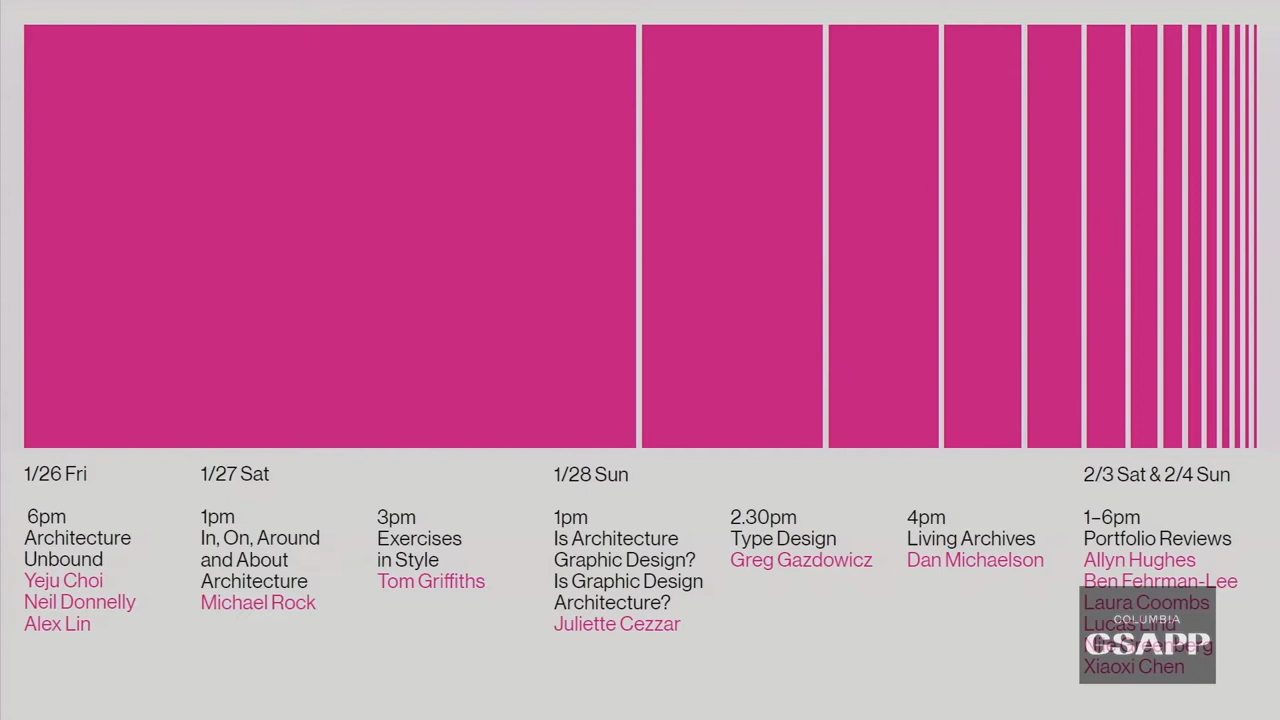 1/26 Fri
6pm
Architecture
Unbound
Yeju Choi
Neil Donnelly
Alex Lin
1/27 Sat
1pm
In, On, Around
and About
Architecture
Michael Rock
3pm
Exercises
in Style
Tom Griffiths
1/28 Sun
1pm
Is Architecture
Graphic Design?
Is Graphic Design
Architecture?
Juliette Cezzar
2.30pm
Type Design
Greg Gazdowicz
4pm
Living Archives
Dan Michaelson
2/3 Sat & 2/4 Sun
1–6pm
Portfolio Reviews
Allyn Hughes
Ben Fehrman-Lee
Laura Coombs
Lucas Lind
Greenberg
Xiaoxi Chen
COLUMBIA
GSAPP